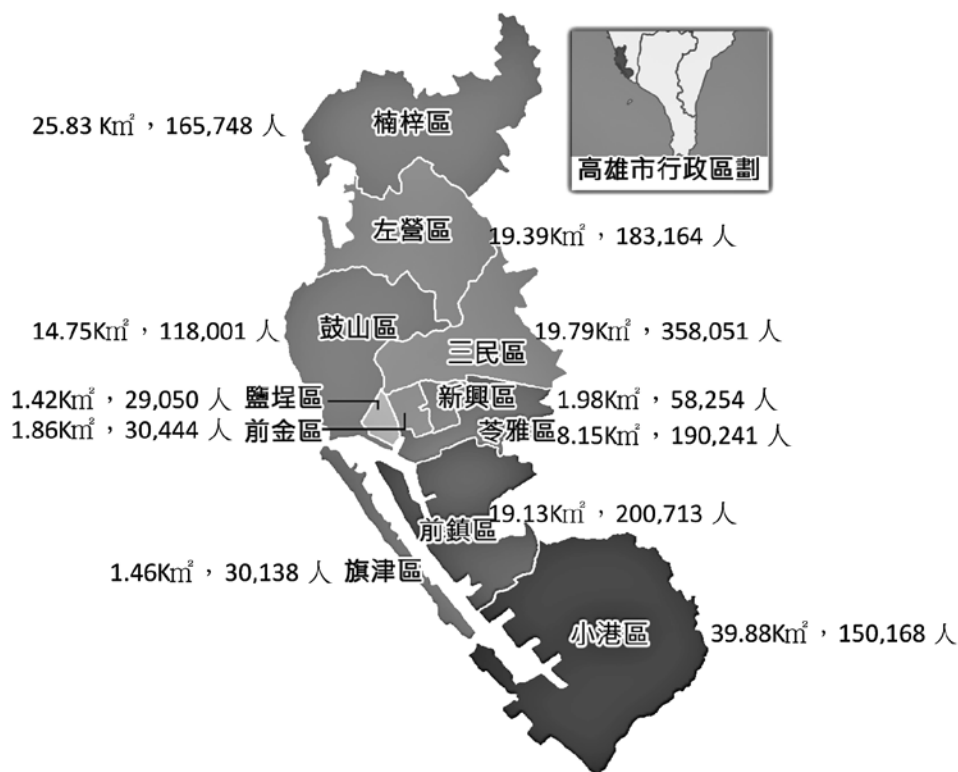 高雄市行政區劃
25.83 Km²，165,748 人
楠梓區
左營區
19.39Km²，183,164 人
14.75Km²，118,001 人
鼓山區
19.79Km²，358,051 人
三民區
1.42Km²，29,050 人
鹽埕區
新興區
1.98Km²，58,254 人
1.86Km²，30,444 人
前金區
苓雅區
8.15Km²，190,241 人
前鎮區
19.13Km²，200,713 人
1.46Km²，30,138 人
旗津區
小港區
39.88Km²，150,168 人